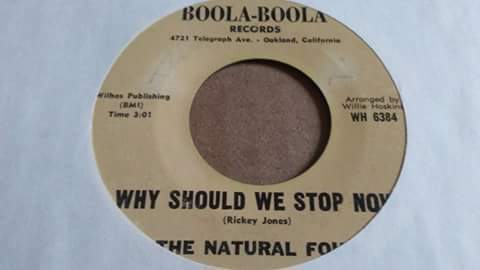 BOOLA-BOOLA
RECORDS
4721 Telegraph Ave. - Oakland, California
Wilhos Publishing
(BMI)
Time 3:01
Arranged by
Willie Hoskins
WH 6384
WHY SHOULD WE STOP NOW
(Rickey Jones)
THE NATURAL FOU